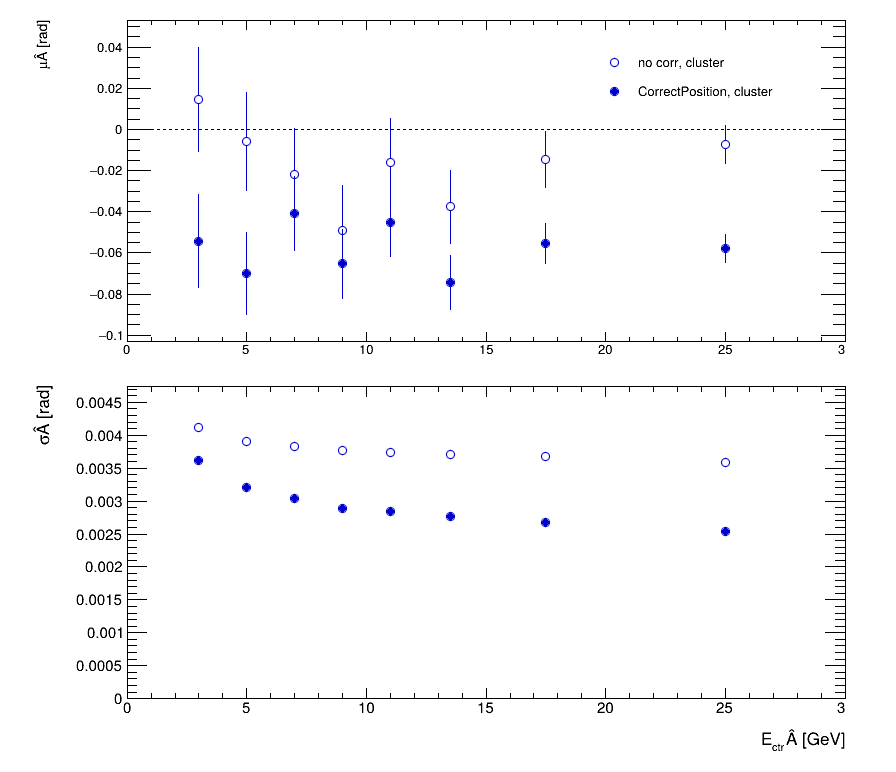 μÂ [rad]
0.04
0.02
0
−0.02
−0.04
−0.06
−0.08
−0.1
no corr, cluster
CorrectPosition, cluster
0 5 10 15 20 25 3
σÂ [rad]
0.0045
0.004
0.0035
0.003
0.0025
0.002
0.0015
0.001
0.0005
0
0 5 10 15 20 25 3
E_ctr Â [GeV]